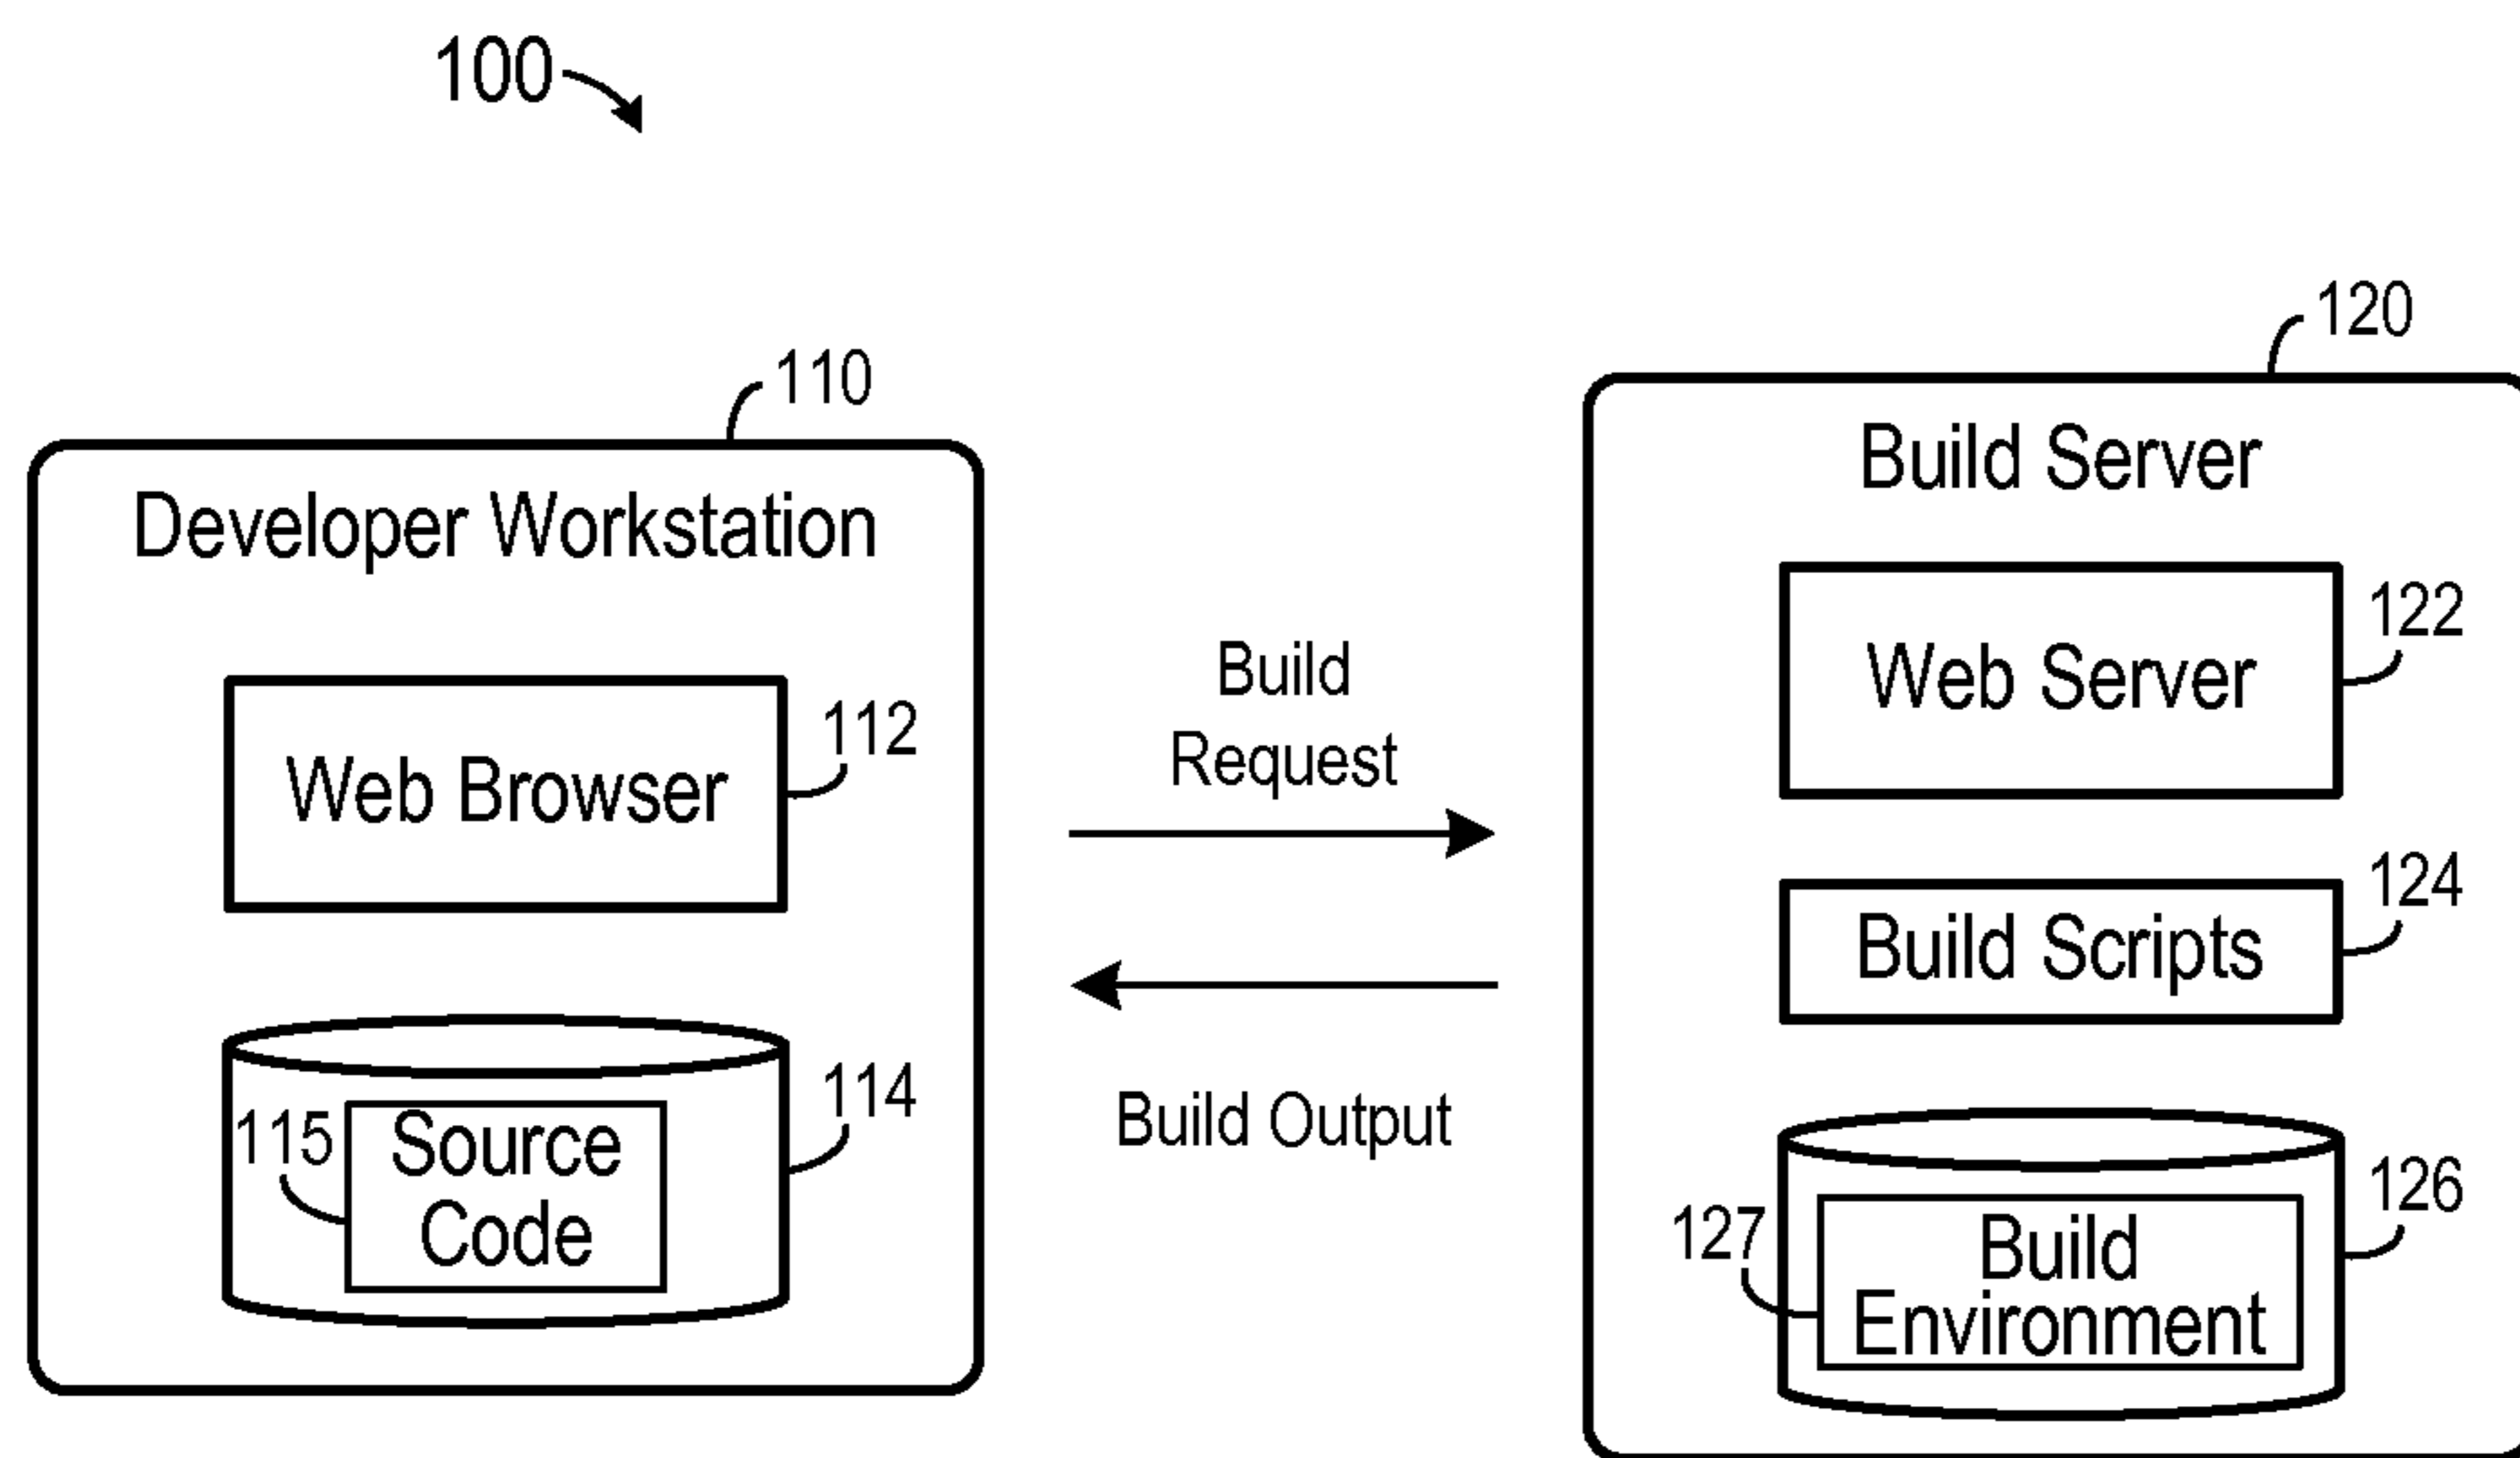 100
110
Developer Workstation
112
Web Browser
114
115
Source
Code
Build
Request
Build Output
120
Build Server
122
Web Server
124
Build Scripts
126
127
Build
Environment